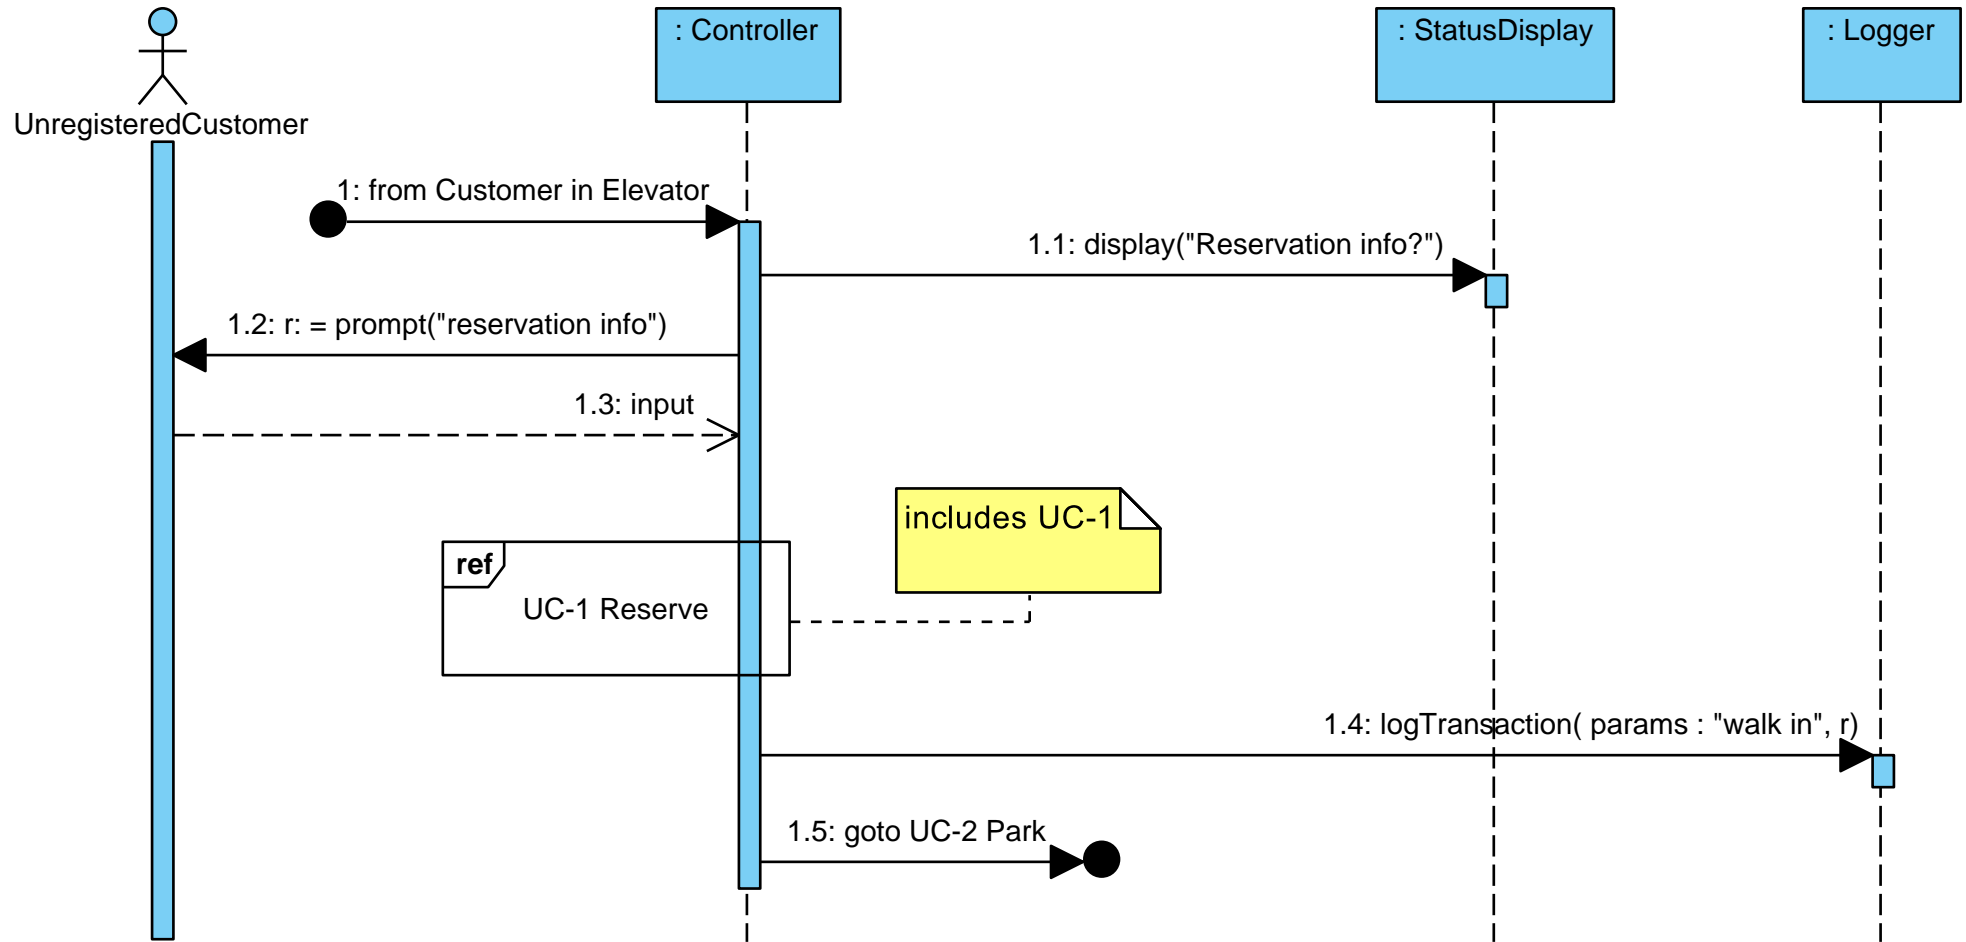 : Controller
: StatusDisplay
: Logger
UnregisteredCustomer
1: from Customer in Elevator
1.1: display("Reservation info?")
1.2: r: = prompt("reservation info")
1.3: input
includes UC-1
ref
UC-1 Reserve
1.4: logTransaction( params : "walk in", r)
1.5: goto UC-2 Park